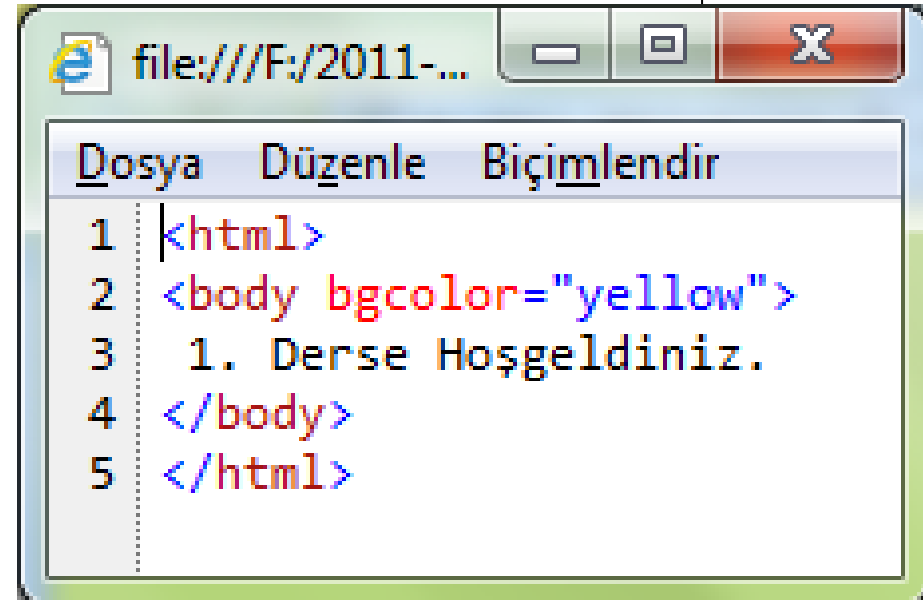 file:///F:/2011-...
Dosya Düzenle Biçimlendir
1 <html>
2 <body bgcolor="yellow">
3 1. Derse Hoşgeldiniz.
4 </body>
5 </html>